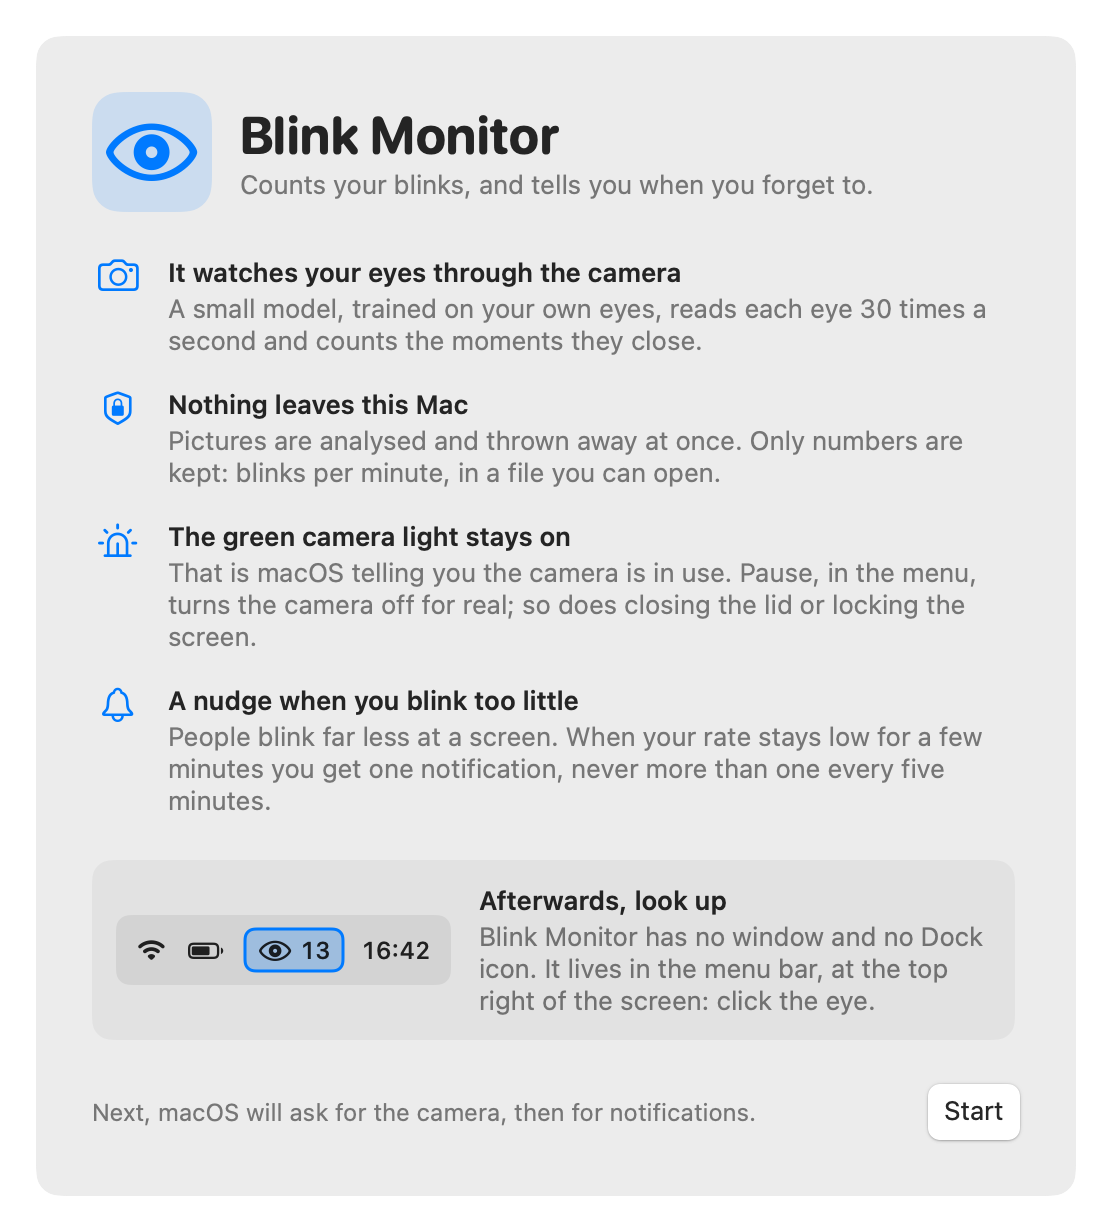 Blink Monitor
Counts your blinks, and tells you when you forget to.
It watches your eyes through the camera
A small model, trained on your own eyes, reads each eye 30 times a
second and counts the moments they close.
Nothing leaves this Mac
Pictures are analysed and thrown away at once. Only numbers are
kept: blinks per minute, in a file you can open.
The green camera light stays on
That is macOS telling you the camera is in use. Pause, in the menu,
turns the camera off for real; so does closing the lid or locking the
screen.
A nudge when you blink too little
People blink far less at a screen. When your rate stays low for a few
minutes you get one notification, never more than one every five
minutes.
13 16:42
Afterwards, look up
Blink Monitor has no window and no Dock
icon. It lives in the menu bar, at the top
right of the screen: click the eye.
Next, macOS will ask for the camera, then for notifications.
Start